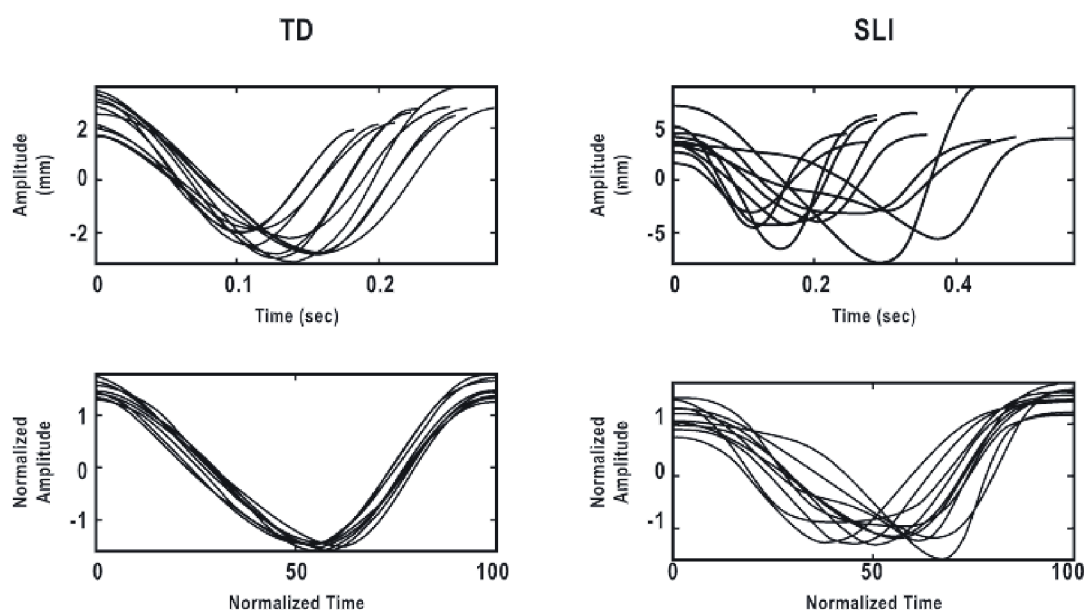 TD
SLI
Amplitude
(mm)
2
0
-2
0
0.1
0.2
Time (sec)
Amplitude
(mm)
5
0
-5
0
0.2
0.4
Time (sec)
Normalized
Amplitude
1
0
-1
0
50
100
Normalized Time
Normalized
Amplitude
1
0
-1
0
50
100
Normalized Time